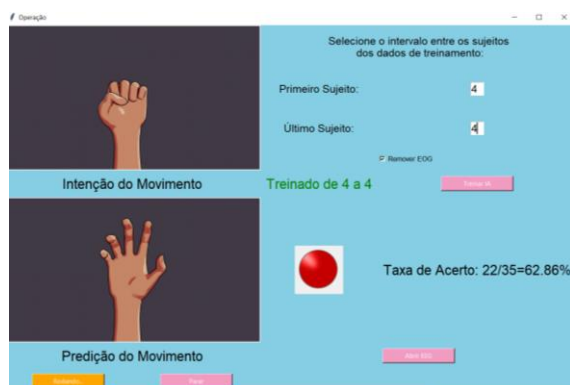 Operação
Selecione o intervalo entre os sujeitos
dos dados de treinamento:
Primeiro Sujeito:
4
Último Sujeito:
4
Remover EOG
Intenção do Movimento
Treinado de 4 a 4
Treinar IA
Taxa de Acerto: 22/35=62.86%
Predição do Movimento
Abrir EEG
Parar